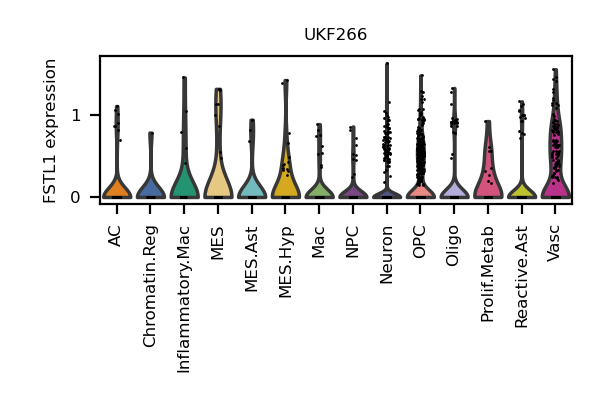 UKF266
FSTL1 expression
1
0
AC
Chromatin.Reg
Inflammatory.Mac
MES
MES.Ast
MES.Hyp
Mac
NPC
Neuron
OPC
Oligo
Prolif.Metab
Reactive.Ast
Vasc